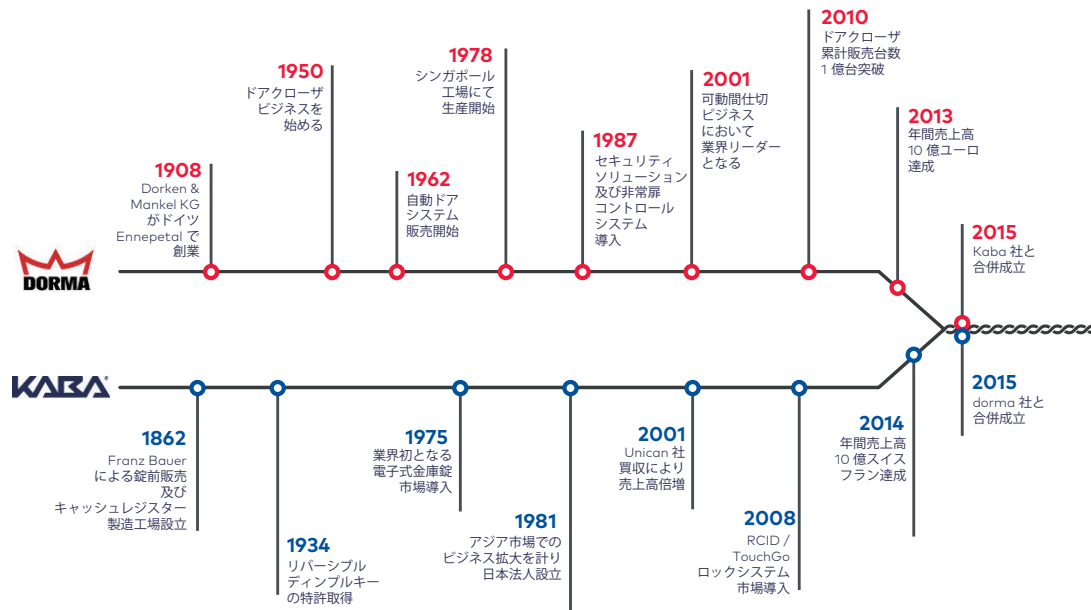 1908
Dorken &
Mankel KG
がドイツ
Ennepetal で
創業
1950
ドアクローザ
ビジネスを
始める
1962
自動ドア
システム
販売開始
1978
シンガポール
工場にて
生産開始
1987
セキュリティ
ソリューション
及び非常扉
コントロール
システム
導入
2001
可動間仕切
ビジネス
において
業界リーダー
となる
2010
ドアクローザ
累計販売台数
1 億台突破
2013
年間売上高
10 億ユーロ
達成
2015
Kaba 社と
合併成立
DORMA
KABA®
1862
Franz Bauer
による錠前販売
及び
キャッシュレジスター
製造工場設立
1934
リバーシブル
ディンプルキー
の特許取得
1975
業界初となる
電子式金庫錠
市場導入
1981
アジア市場での
ビジネス拡大を計り
日本法人設立
2001
Unican 社
買収により
売上高倍増
2008
RCID /
TouchGo
ロックシステム
市場導入
2014
年間売上高
10 億スイス
フラン達成
2015
dorma 社と
合併成立